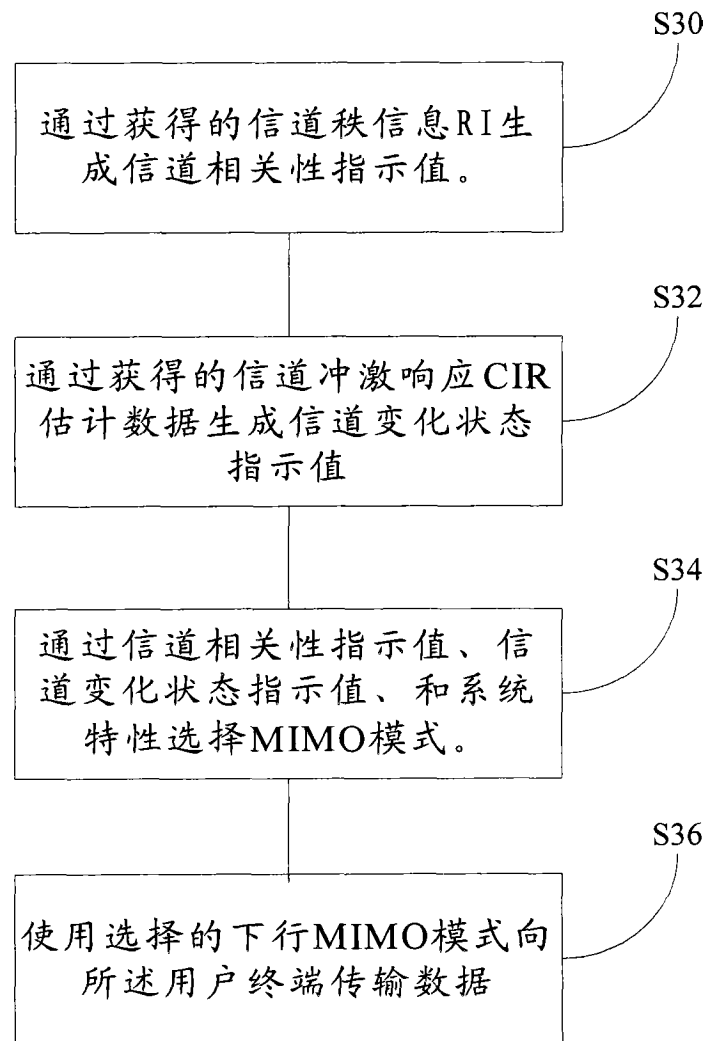 S30
通过获得的信道秩信息RI生
成信道相关性指示值。
S32
通过获得的信道冲激响应CIR
估计数据生成信道变化状态
指示值
S34
通过信道相关性指示值、信
道变化状态指示值、和系统
特性选择MIMO模式。
S36
使用选择的下行MIMO模式向
所述用户终端传输数据